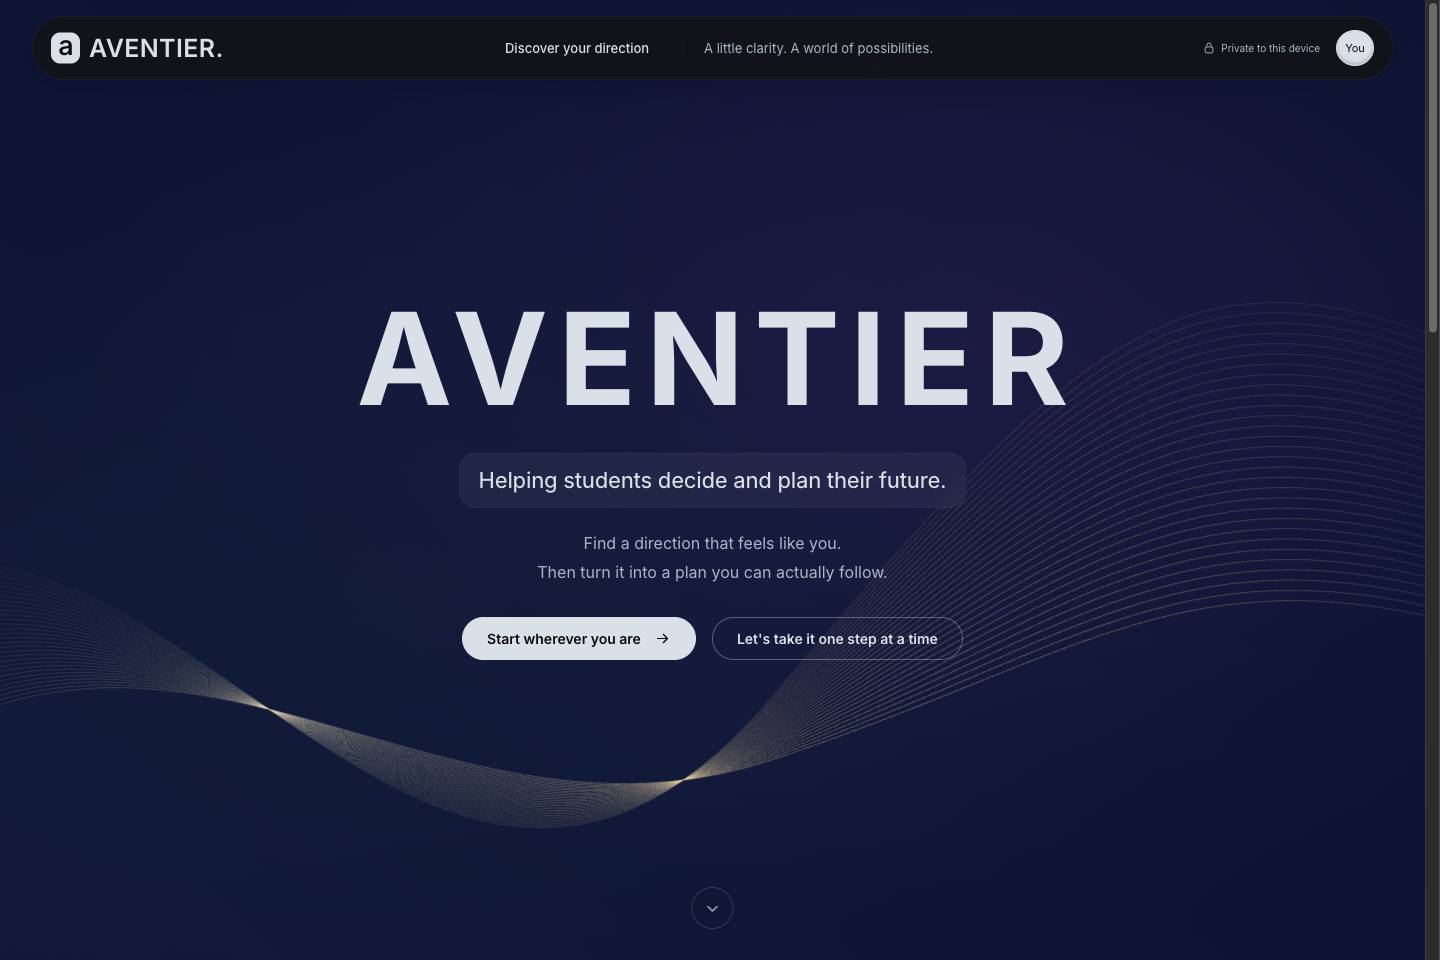 a AVENTIER.
Discover your direction
A little clarity. A world of possibilities.
Private to this device
You
AVENTIER
Helping students decide and plan their future.
Find a direction that feels like you.
Then turn it into a plan you can actually follow.
Start wherever you are →
Let's take it one step at a time